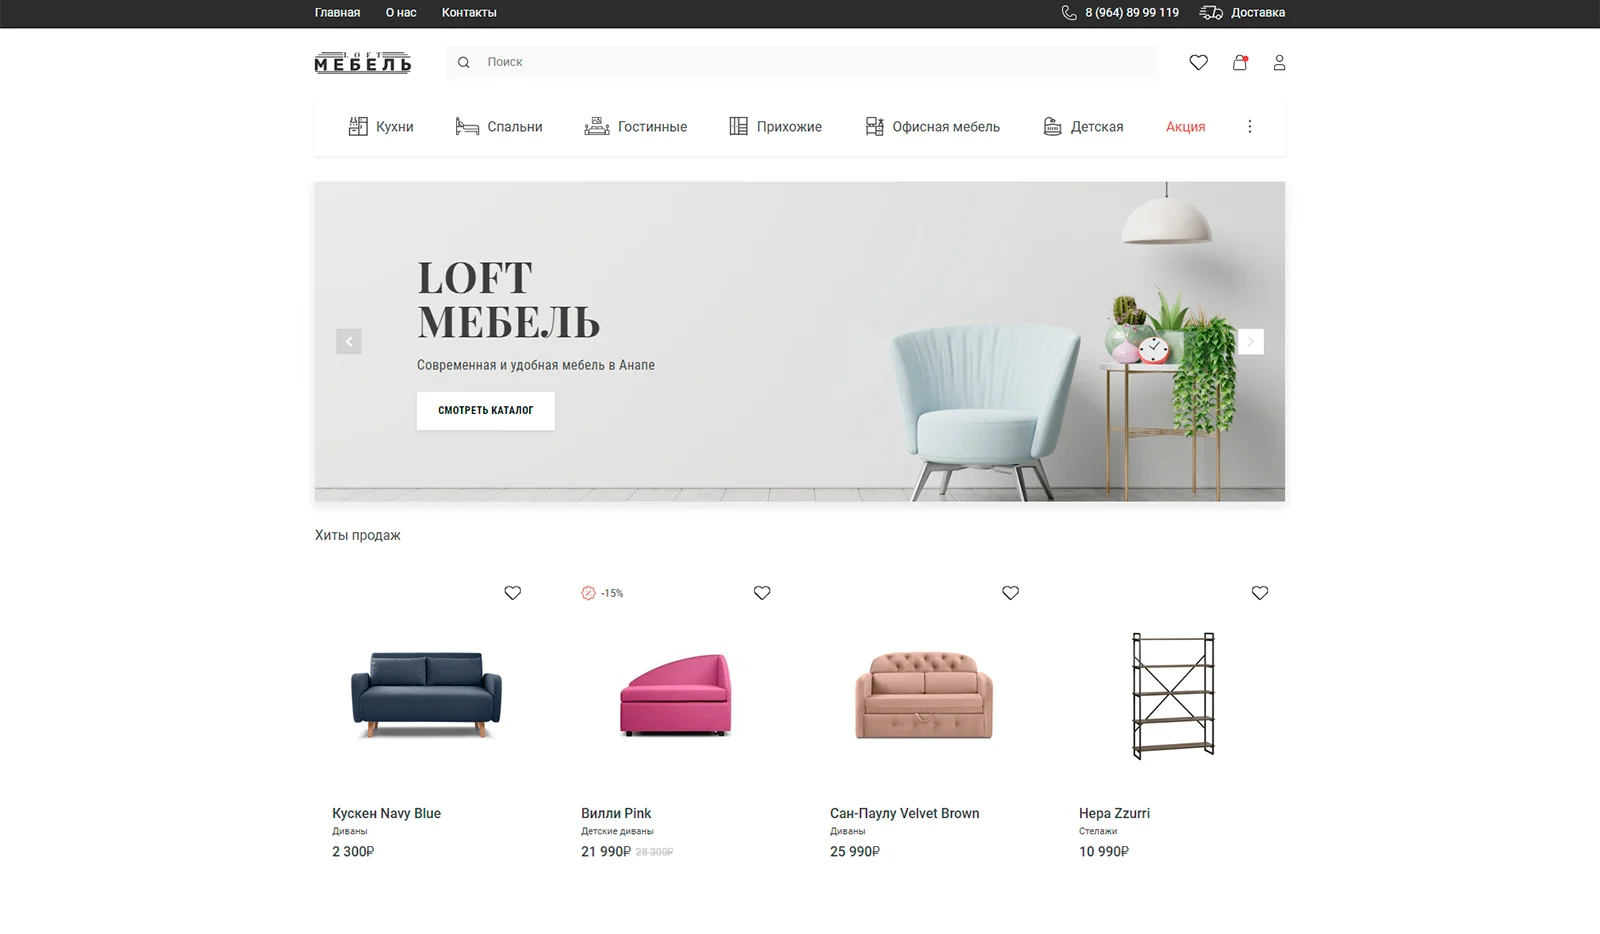 Главная О нас Контакты 8 (964) 89 99 119 Доставка
LOFT
МЕБЕЛЬ
Поиск
Кухни Спальни Гостинные Прихожие Офисная мебель Детская Акция
LOFT
МЕБЕЛЬ
Современная и удобная мебель в Анапе
СМОТРЕТЬ КАТАЛОГ
Хиты продаж
-15%
Кускен Navy Blue
Диваны
2 300₽
Вилли Pink
Детские диваны
21 990₽ 28 300₽
Сан-Паулу Velvet Brown
Диваны
25 990₽
Нера Zzurri
Стелажи
10 990₽